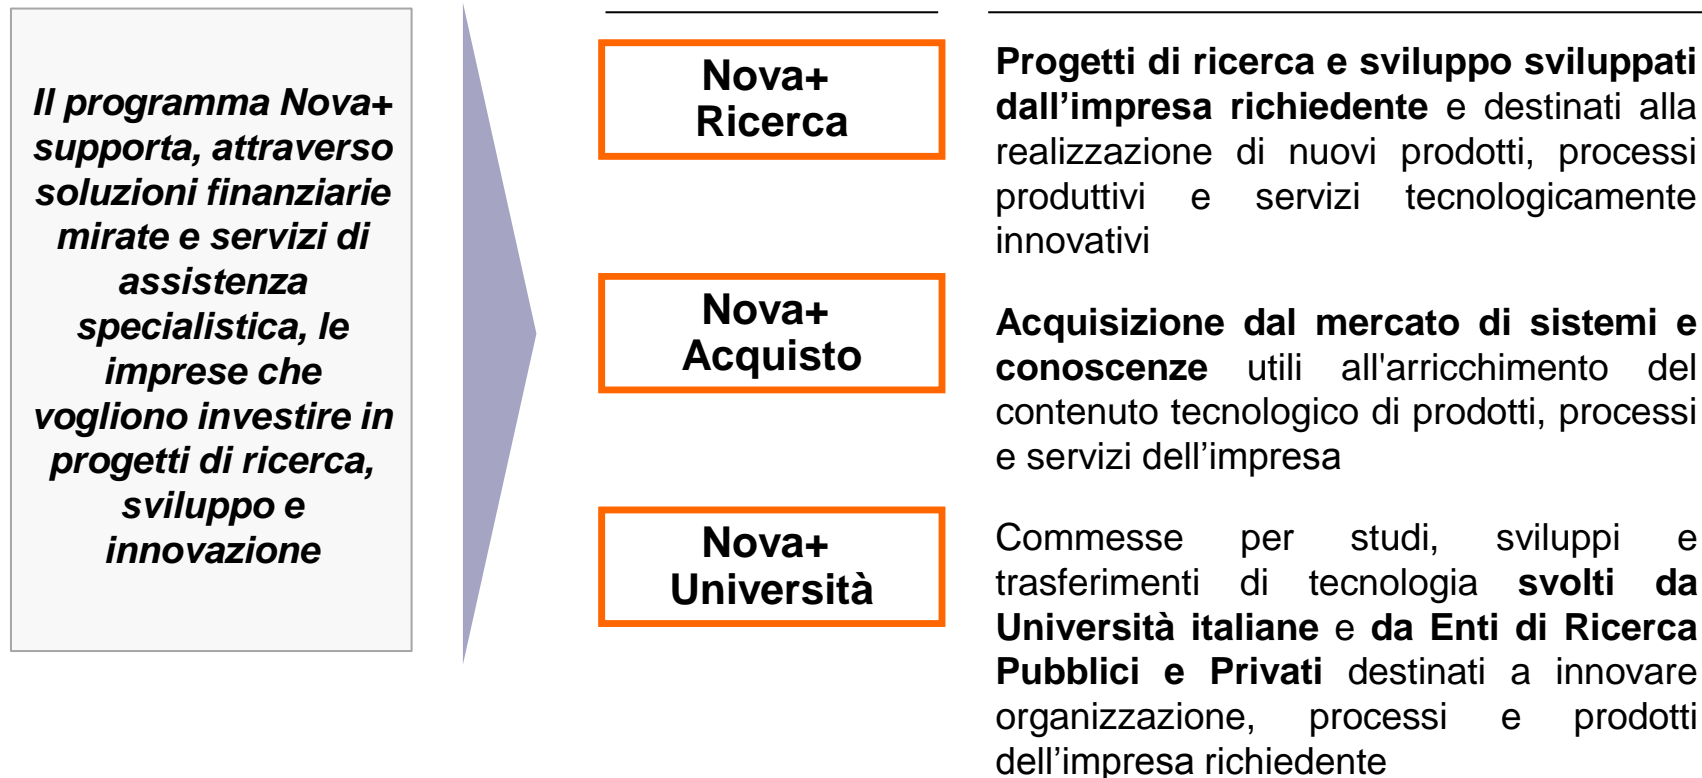 Il programma Nova+
supporta, attraverso
soluzioni finanziarie
mirate e servizi di
assistenza
specialistica, le
imprese che
vogliono investire in
progetti di ricerca,
sviluppo e
innovazione
Nova+
Ricerca
Progetti di ricerca e sviluppo sviluppati
dall’impresa richiedente e destinati alla
realizzazione di nuovi prodotti, processi
produttivi e servizi tecnologicamente
innovativi
Nova+
Acquisto
Acquisizione dal mercato di sistemi e
conoscenze utili all'arricchimento del
contenuto tecnologico di prodotti, processi
e servizi dell’impresa
Nova+
Università
Commesse per studi, sviluppi e
trasferimenti di tecnologia svolti da
Università italiane e da Enti di Ricerca
Pubblici e Privati destinati a innovare
organizzazione, processi e prodotti
dell’impresa richiedente